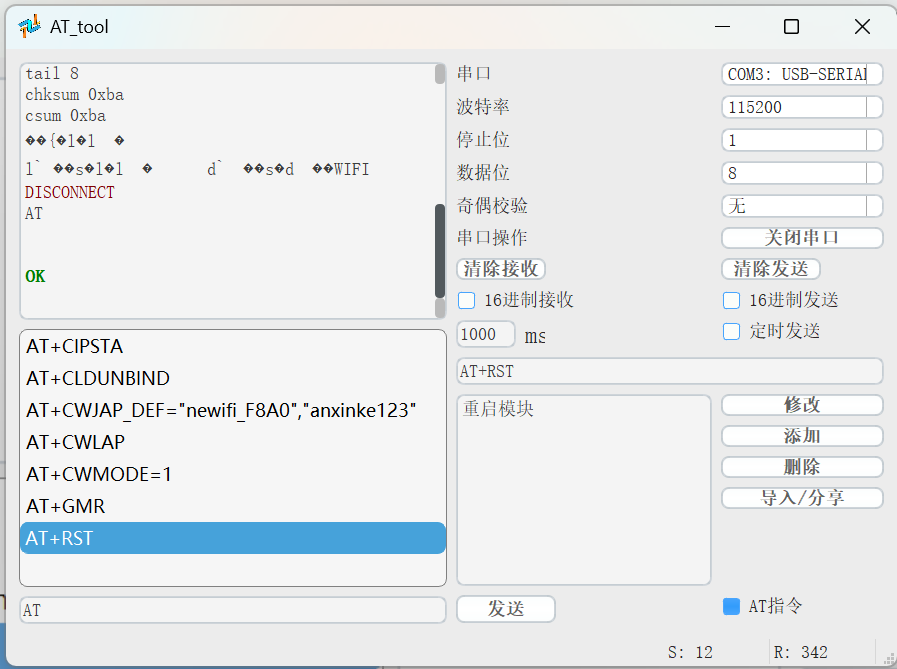 AT_tool
tail 8
chksum 0xba
csum 0xba
��{�l�l �
l` ��s�l�l � d` ��s�d ��WIFI
DISCONNECT
AT
OK
AT+CIPSTA
AT+CLDUNBIND
AT+CWJAP_DEF="newifi_F8A0","anxinke123"
AT+CWLAP
AT+CWMODE=1
AT+GMR
AT+RST
AT
串口 COM3: USB-SERIAL
波特率 115200
停止位 1
数据位 8
奇偶校验 无
串口操作 关闭串口
清除接收 清除发送
16进制接收 16进制发送
1000 ms 定时发送
AT+RST
重启模块
修改
添加
删除
导入/分享
发送 AT指令
S: 12 R: 342